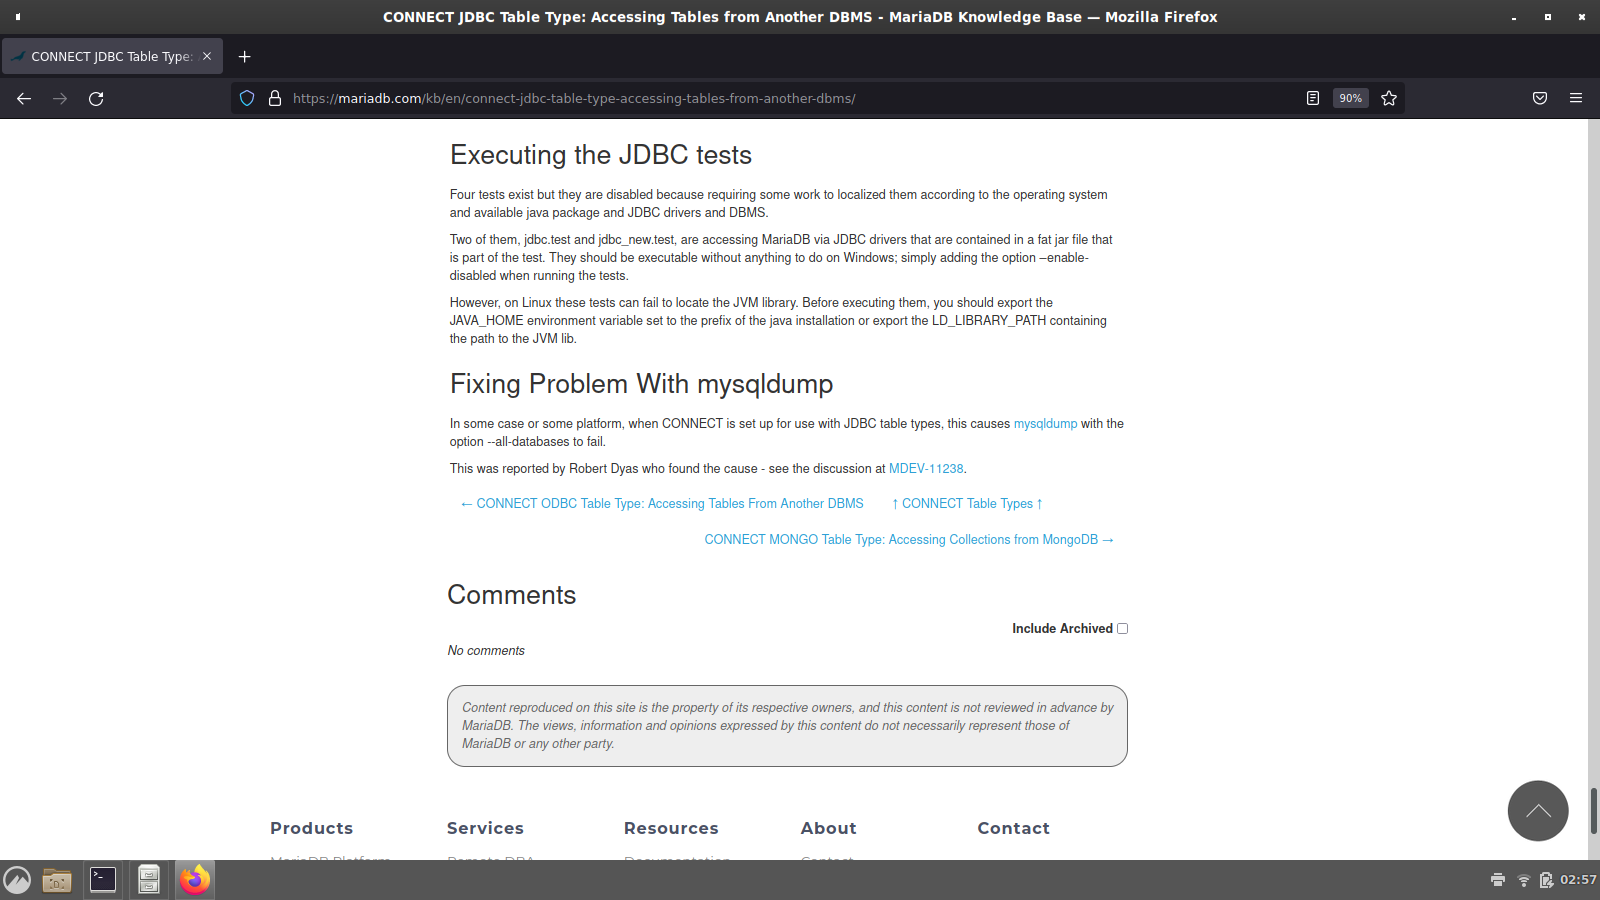 CONNECT JDBC Table Type: Accessing Tables from Another DBMS - MariaDB Knowledge Base — Mozilla Firefox
CONNECT JDBC Table Type:
https://mariadb.com/kb/en/connect-jdbc-table-type-accessing-tables-from-another-dbms/
90%
Executing the JDBC tests
Four tests exist but they are disabled because requiring some work to localized them according to the operating system
and available java package and JDBC drivers and DBMS.
Two of them, jdbc.test and jdbc_new.test, are accessing MariaDB via JDBC drivers that are contained in a fat jar file that
is part of the test. They should be executable without anything to do on Windows; simply adding the option –enable-
disabled when running the tests.
However, on Linux these tests can fail to locate the JVM library. Before executing them, you should export the
JAVA_HOME environment variable set to the prefix of the java installation or export the LD_LIBRARY_PATH containing
the path to the JVM lib.
Fixing Problem With mysqldump
In some case or some platform, when CONNECT is set up for use with JDBC table types, this causes mysqldump with the
option --all-databases to fail.
This was reported by Robert Dyas who found the cause - see the discussion at MDEV-11238.
← CONNECT ODBC Table Type: Accessing Tables From Another DBMS ↑ CONNECT Table Types ↑
CONNECT MONGO Table Type: Accessing Collections from MongoDB →
Comments
Include Archived
No comments
Content reproduced on this site is the property of its respective owners, and this content is not reviewed in advance by
MariaDB. The views, information and opinions expressed by this content do not necessarily represent those of
MariaDB or any other party.
Products Services Resources About Contact
MariaDB Platform Remote DBA Documentation Contact
02:57